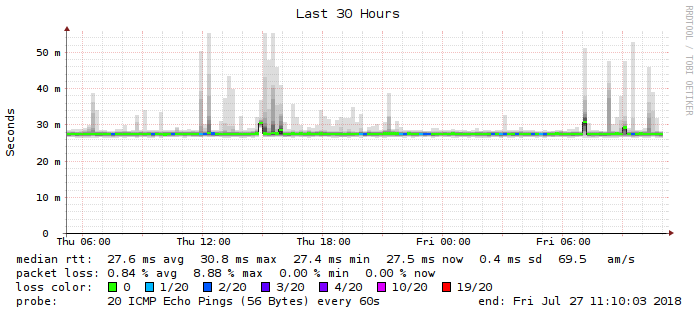 Last 30 Hours
RRDTOOL / TOBI OETIKER
Seconds
50 m
40 m
30 m
20 m
10 m
0
Thu 06:00 Thu 12:00 Thu 18:00 Fri 00:00 Fri 06:00
median rtt: 27.6 ms avg 30.8 ms max 27.4 ms min 27.5 ms now 0.4 ms sd 69.5 am/s
packet loss: 0.84 % avg 8.88 % max 0.00 % min 0.00 % now
loss color: 0 1/20 2/20 3/20 4/20 10/20 19/20
probe: 20 ICMP Echo Pings (56 Bytes) every 60s end: Fri Jul 27 11:10:03 2018